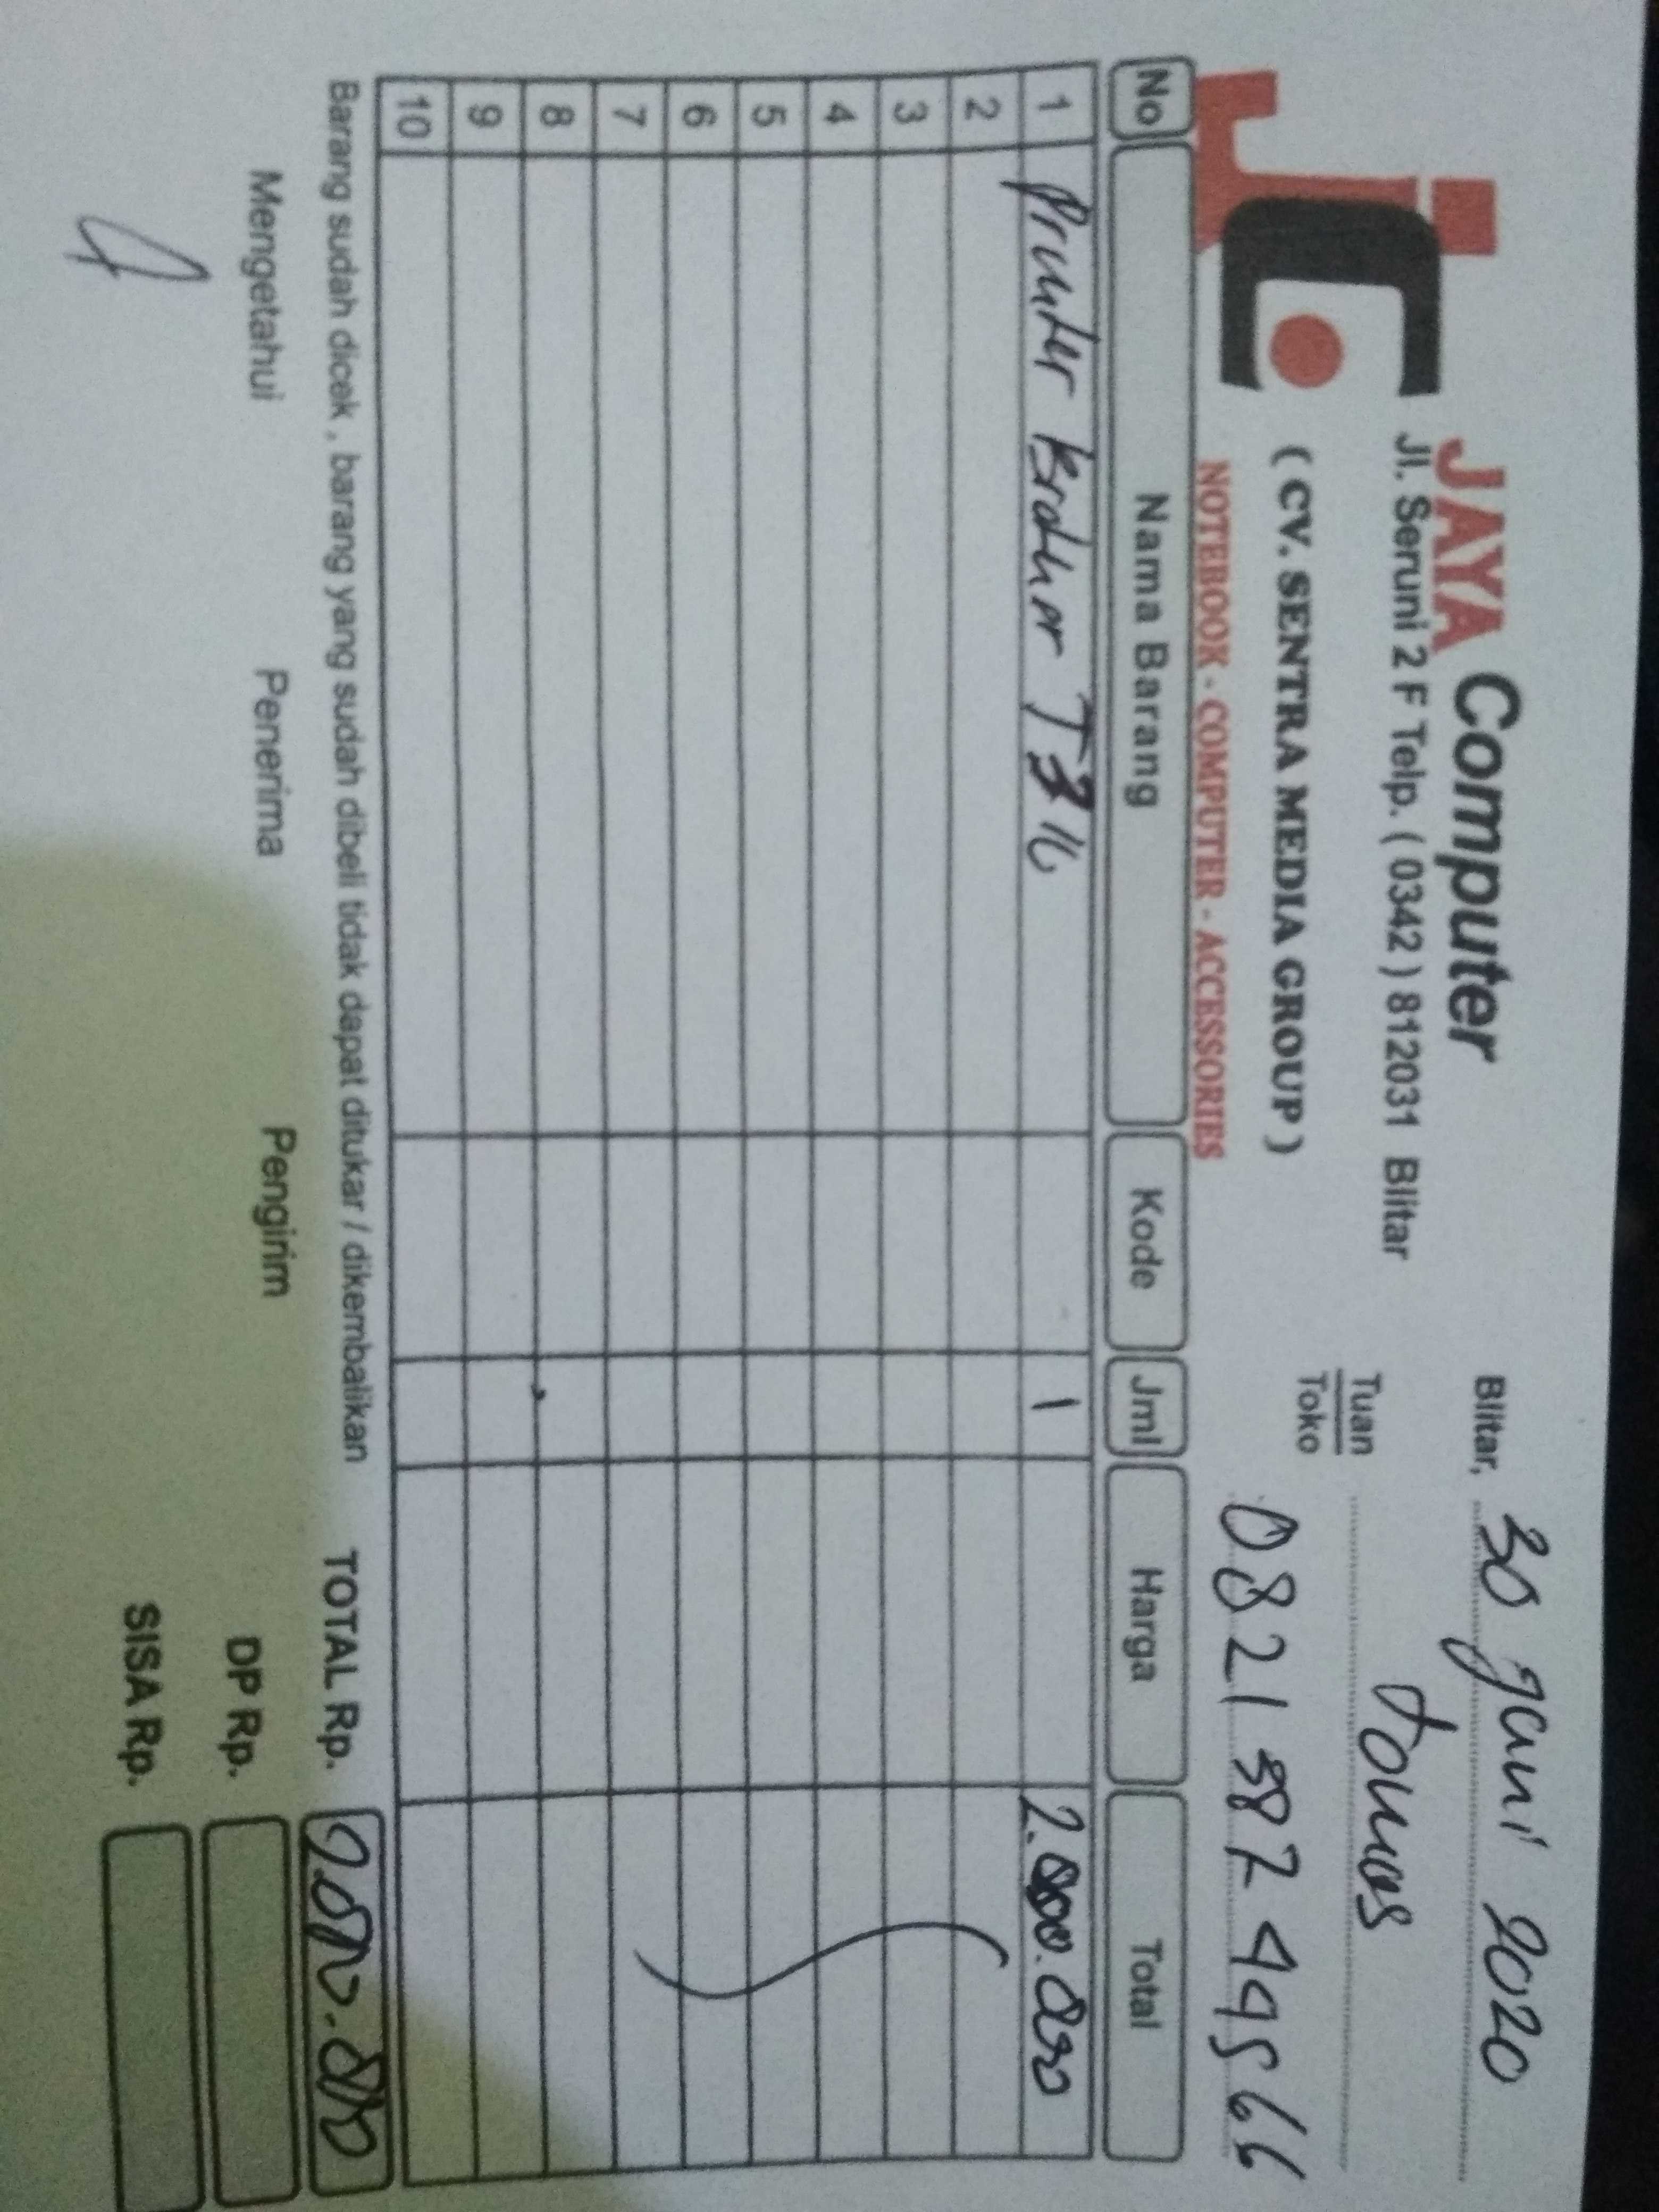 JC
JAYA Computer
Jl. Seruni 2 F Telp. ( 0342 ) 812031 Blitar
( CV. SENTRA MEDIA GROUP )
NOTEBOOK - COMPUTER - ACCESSORIES
Blitar, 30 Juni 2020
Tuan
Toko
082138744566
No Nama Barang Kode Jml Harga Total
1 Printer Brother T310 1 2.000.000
2
3
4
5
6
7
8
9
10
Barang sudah dicek , barang yang sudah dibeli tidak dapat ditukar / dikembalikan
TOTAL Rp. 2.000.000
Mengetahui Penerima Pengirim
DP Rp.
SISA Rp.